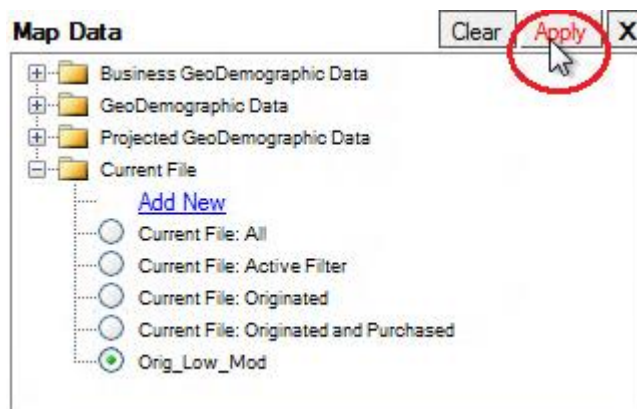 Map Data Clear Apply X
Business GeoDemographic Data
GeoDemographic Data
Projected GeoDemographic Data
Current File
Add New
Current File: All
Current File: Active Filter
Current File: Originated
Current File: Originated and Purchased
Orig_Low_Mod